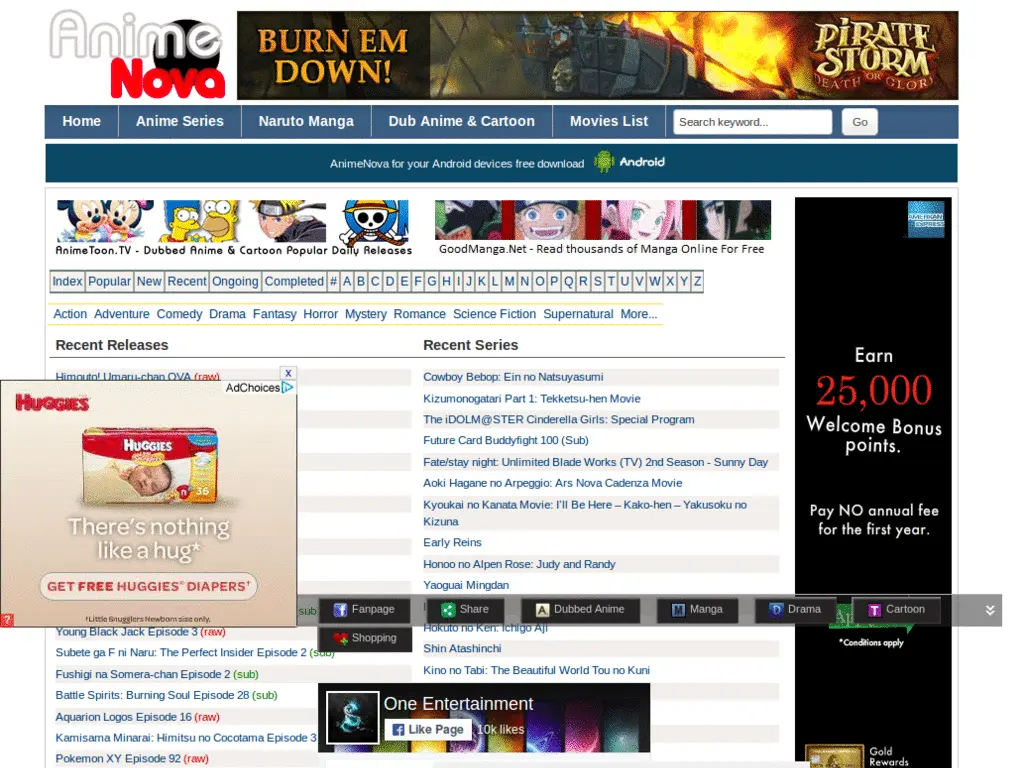 Anime
Nova
BURN EM
DOWN!
PIRATE
STORM
DEATH OR GLORY
Home
Anime Series
Naruto Manga
Dub Anime & Cartoon
Movies List
Search keyword...
Go
AnimeNova for your Android devices free download
Android
AnimeToon.TV - Dubbed Anime & Cartoon Popular Daily Releases
GoodManga.Net - Read thousands of Manga Online For Free
Index Popular New Recent Ongoing Completed # A B C D E F G H I J K L M N O P Q R S T U V W X Y Z
Action Adventure Comedy Drama Fantasy Horror Mystery Romance Science Fiction Supernatural More...
Recent Releases
Himouto! Umaru-chan OVA (raw)
X
AdChoices
HUGGIES
HUGGIES
36
There's nothing
like a hug*
GET FREE HUGGIES® DIAPERS†
*Little Snugglers Newborn size only.
?
sub
Young Black Jack Episode 3 (raw)
Subete ga F ni Naru: The Perfect Insider Episode 2 (sub)
Fushigi na Somera-chan Episode 2 (sub)
Battle Spirits: Burning Soul Episode 28 (sub)
Aquarion Logos Episode 16 (raw)
Kamisama Minarai: Himitsu no Cocotama Episode 3
Pokemon XY Episode 92 (raw)
Recent Series
Cowboy Bebop: Ein no Natsuyasumi
Kizumonogatari Part 1: Tekketsu-hen Movie
The iDOLM@STER Cinderella Girls: Special Program
Future Card Buddyfight 100 (Sub)
Fate/stay night: Unlimited Blade Works (TV) 2nd Season - Sunny Day
Aoki Hagane no Arpeggio: Ars Nova Cadenza Movie
Kyoukai no Kanata Movie: I'll Be Here – Kako-hen – Yakusoku no
Kizuna
Early Reins
Honoo no Alpen Rose: Judy and Randy
Yaoguai Mingdan
Hokuto no Ken: Ichigo Aji
Shin Atashinchi
Kino no Tabi: The Beautiful World Tou no Kuni
Fanpage
Share
Dubbed Anime
Manga
Drama
Cartoon
Shopping
One Entertainment
Like Page
10k likes
AMERICAN
EXPRESS
Earn
25,000
Welcome Bonus
points.
Pay NO annual fee
for the first year.
*Conditions apply
Gold
Rewards